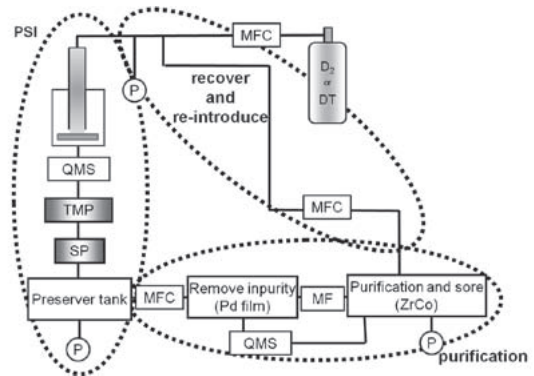 PSI
MFC
D2
or
DT
P
recover
and
re-introduce
QMS
TMP
MFC
SP
Preserver tank
MFC
Remove inpurity
(Pd film)
MF
Purification and sore
(ZrCo)
QMS
P
P
purification